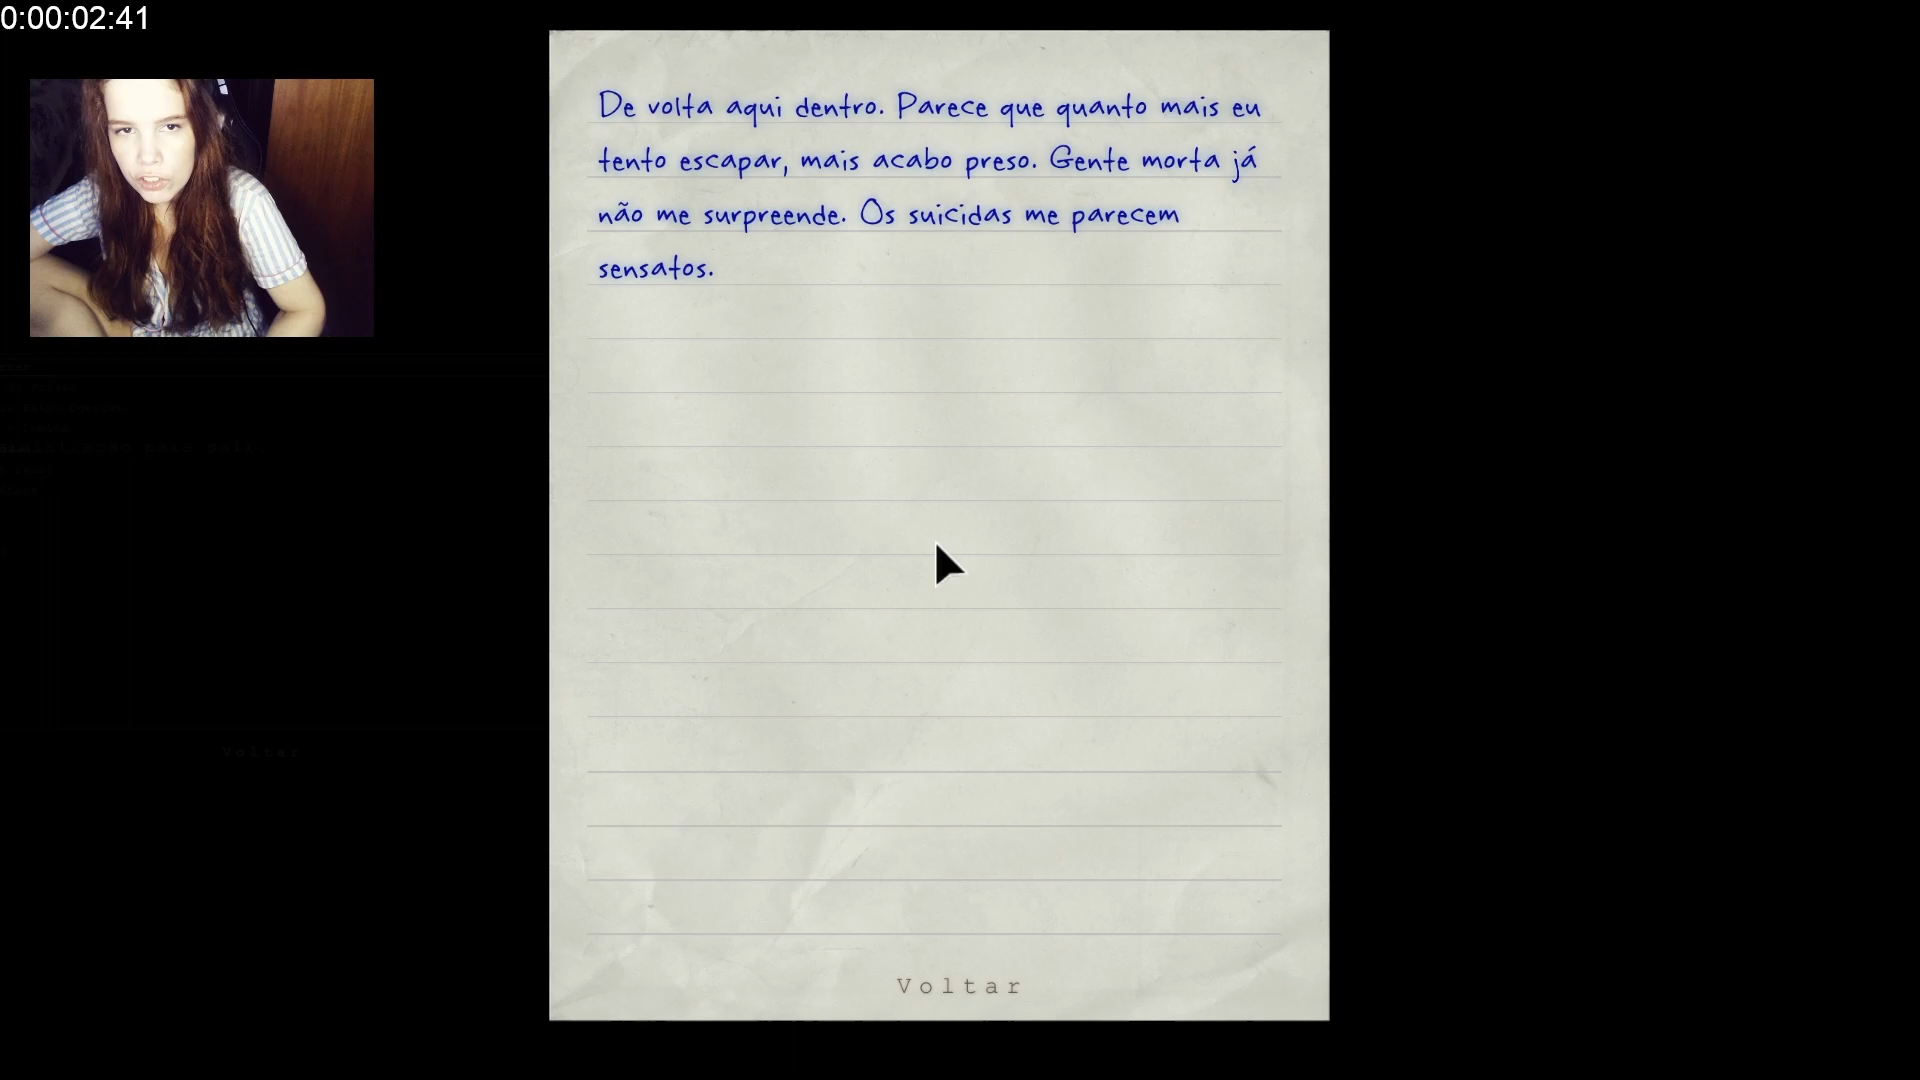 0:00:02:41
De volta aqui dentro. Parece que quanto mais eu
tento escapar, mais acabo preso. Gente morta já
não me surpreende. Os suicidas me parecem
sensatos.
Voltar
Voltar